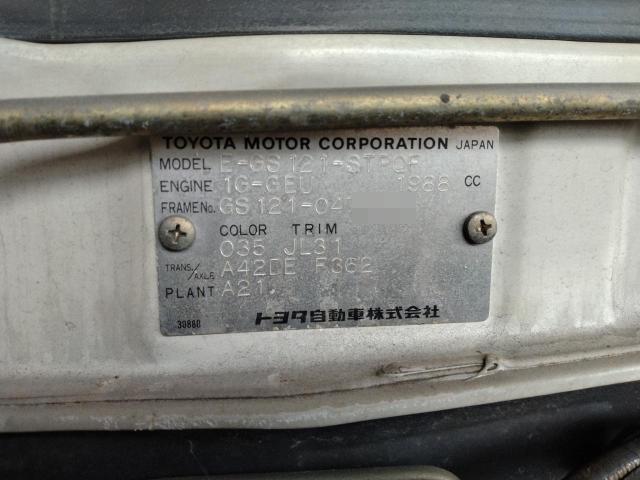 TOYOTA MOTOR CORPORATION JAPAN
MODEL E-GS121-STPQF
ENGINE 1G-GEU 1988 CC
FRAME No. GS121-04
COLOR TRIM
035 JL31
TRANS./AXLE A42DE F362
PLANT A21
30880 トヨタ自動車株式会社